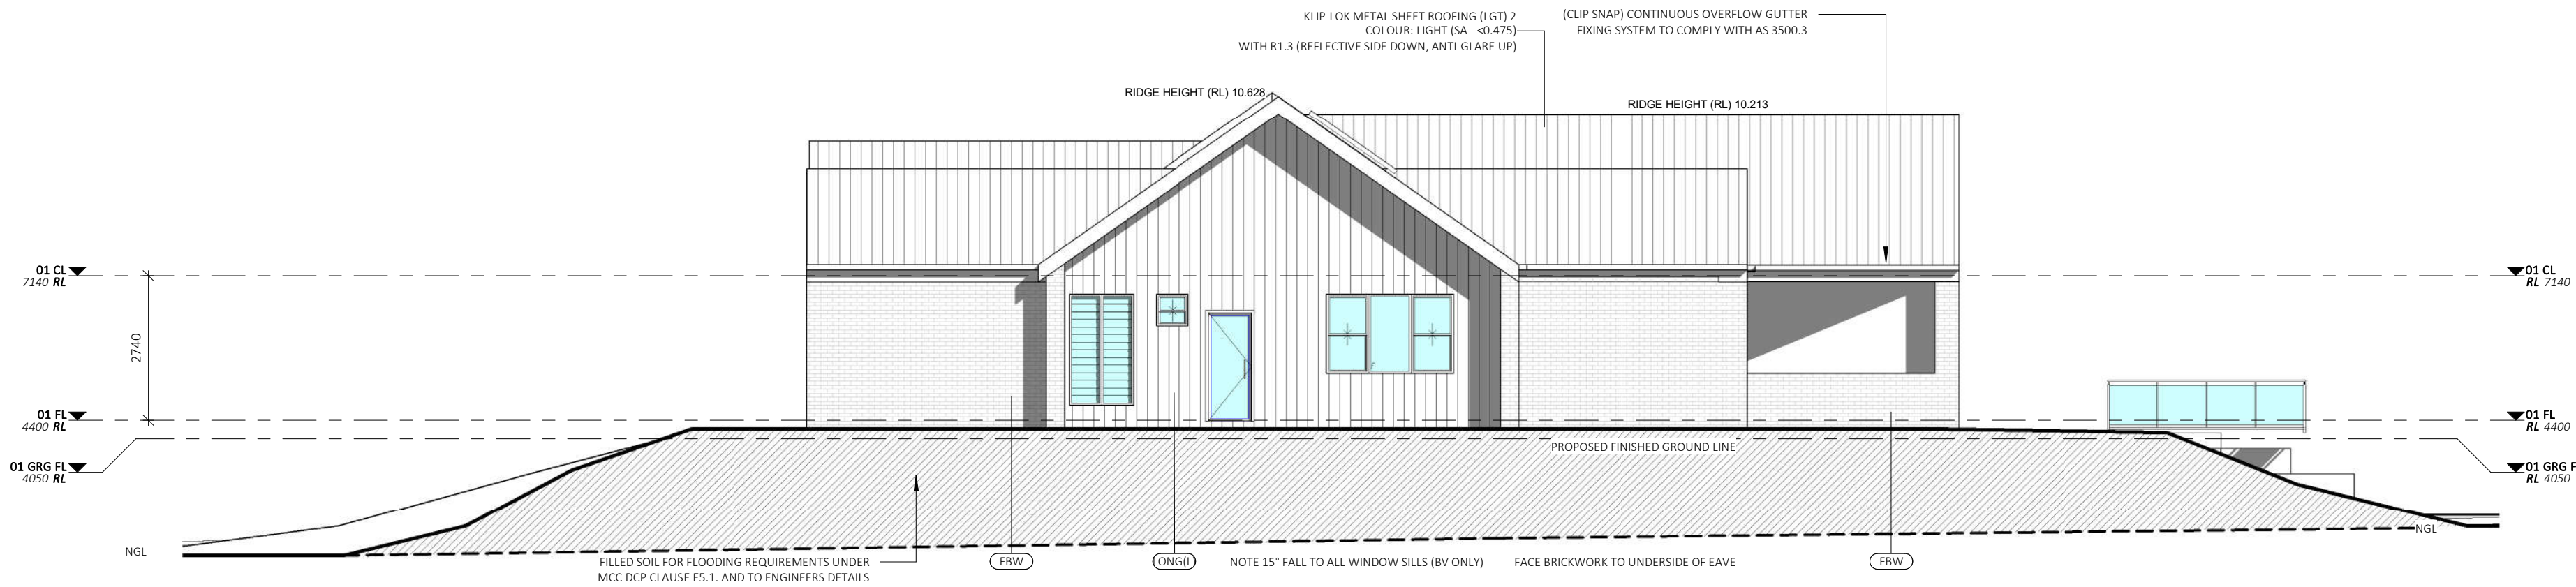 KLIP-LOK METAL SHEET ROOFING (LGT) 2
COLOUR: LIGHT (SA - <0.475)
WITH R1.3 (REFLECTIVE SIDE DOWN, ANTI-GLARE UP)
(CLIP SNAP) CONTINUOUS OVERFLOW GUTTER
FIXING SYSTEM TO COMPLY WITH AS 3500.3
RIDGE HEIGHT (RL) 10.628
RIDGE HEIGHT (RL) 10.213
01 CL
7140 RL
01 CL
RL 7140
2740
F
01 FL
4400 RL
01 FL
RL 4400
PROPOSED FINISHED GROUND LINE
01 GRG FL
4050 RL
01 GRG F
RL 4050
NGL
NGL
FILLED SOIL FOR FLOODING REQUIREMENTS UNDER
MCC DCP CLAUSE E5.1. AND TO ENGINEERS DETAILS
FBW
LONG(L)
NOTE 15° FALL TO ALL WINDOW SILLS (BV ONLY)
FACE BRICKWORK TO UNDERSIDE OF EAVE
FBW